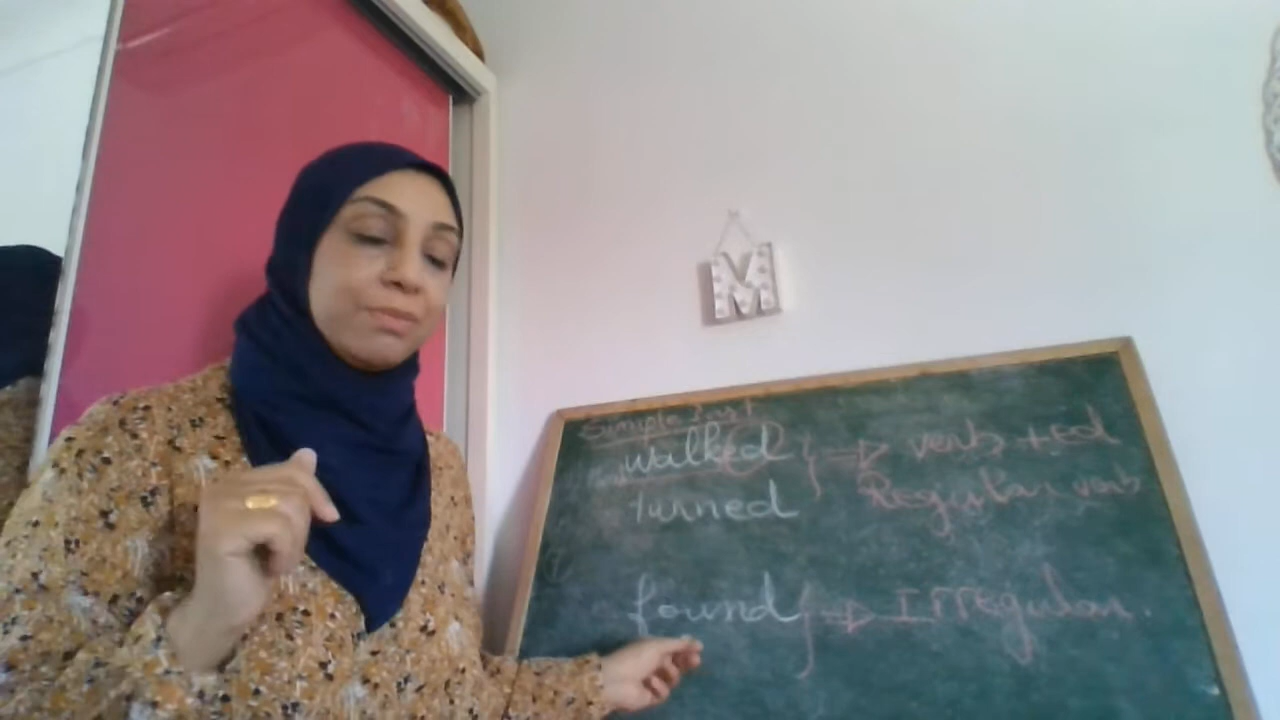 M
Simple Past
walked } → verb + ed
turned Regular verb
found } → Irregular.